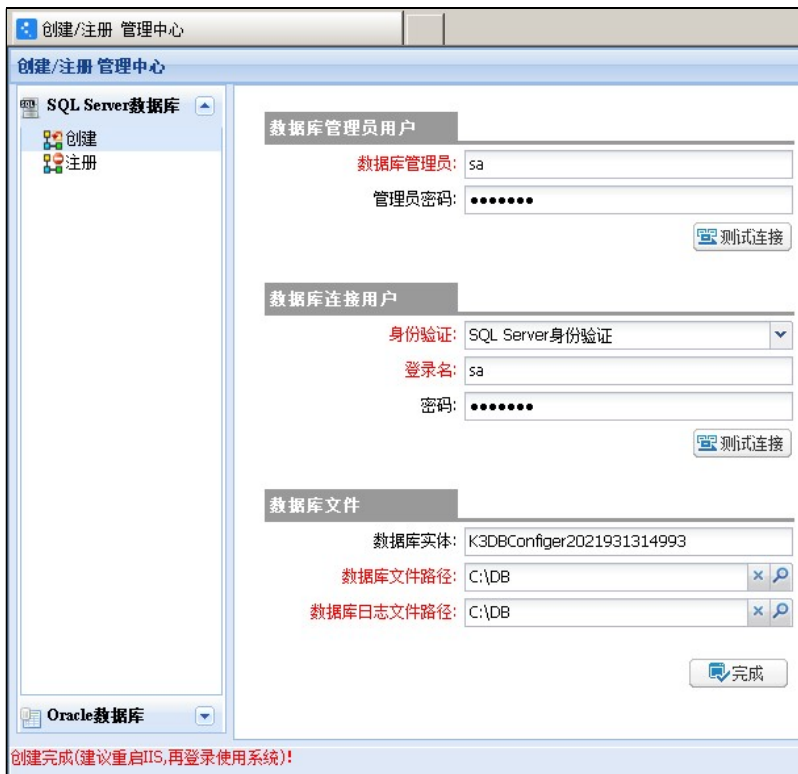 创建/注册 管理中心
创建/注册 管理中心
SQL Server数据库
创建
注册
数据库管理员用户
数据库管理员: sa
管理员密码: ●●●●●●●
测试连接
数据库连接用户
身份验证: SQL Server身份验证
登录名: sa
密码: ●●●●●●●
测试连接
数据库文件
数据库实体: K3DBConfiger2021931314993
数据库文件路径: C:\DB
数据库日志文件路径: C:\DB
完成
Oracle数据库
创建完成(建议重启IIS,再登录使用系统)!